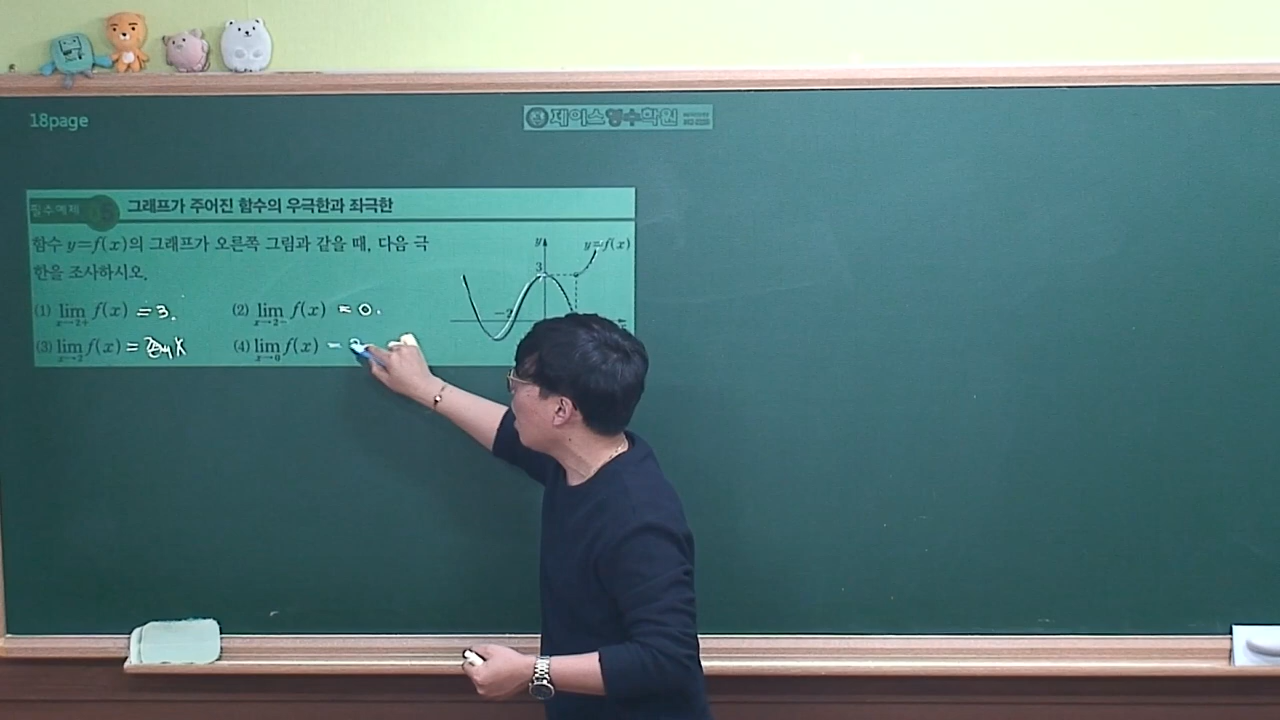 18page
제이스영수학원
필수예제
그래프가 주어진 함수의 우극한과 좌극한
함수 y=f(x)의 그래프가 오른쪽 그림과 같을 때, 다음 극
한을 조사하시오.
(1) lim x→2+ f(x) = 3.
(2) lim x→2- f(x) = 0.
(3) lim x→2 f(x) =
(4) lim x→0 f(x) =
y
y=f(x)
3
-2